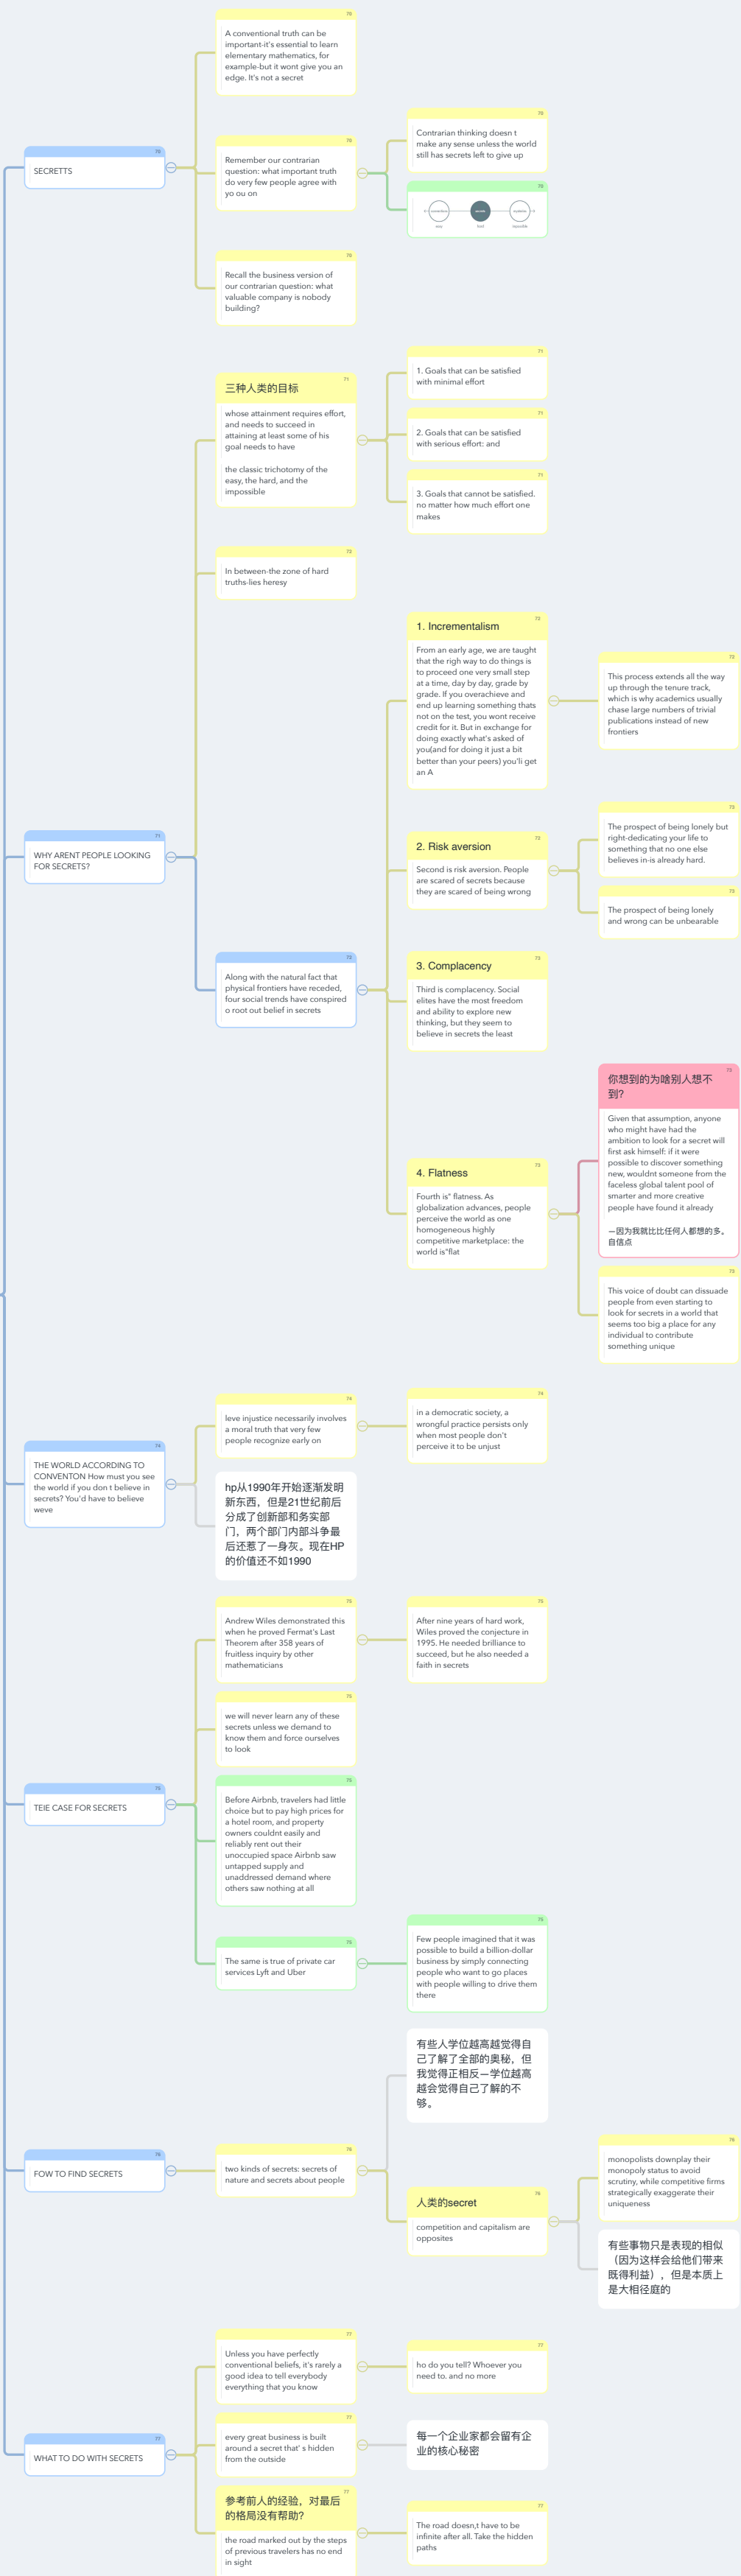 70
SECRETTS
70
A conventional truth can be
important-it's essential to learn
elementary mathematics, for
example-but it wont give you an
edge. It's not a secret
70
Remember our contrarian
question: what important truth
do very few people agree with
yo ou on
70
Contrarian thinking doesn t
make any sense unless the world
still has secrets left to give up
70
easy
hard
impossible
70
Recall the business version of
our contrarian question: what
valuable company is nobody
building?
71
WHY ARENT PEOPLE LOOKING
FOR SECRETS?
71
三种人类的目标
whose attainment requires effort,
and needs to succeed in
attaining at least some of his
goal needs to have
the classic trichotomy of the
easy, the hard, and the
impossible
71
1. Goals that can be satisfied
with minimal effort
71
2. Goals that can be satisfied
with serious effort: and
71
3. Goals that cannot be satisfied.
no matter how much effort one
makes
72
In between-the zone of hard
truths-lies heresy
72
Along with the natural fact that
physical frontiers have receded,
four social trends have conspired
o root out belief in secrets
72
1. Incrementalism
From an early age, we are taught
that the righ way to do things is
to proceed one very small step
at a time, day by day, grade by
grade. If you overachieve and
end up learning something thats
not on the test, you wont receive
credit for it. But in exchange for
doing exactly what's asked of
you(and for doing it just a bit
better than your peers) you'li get
an A
73
This process extends all the way
up through the tenure track,
which is why academics usually
chase large numbers of trivial
publications instead of new
frontiers
73
2. Risk aversion
Second is risk aversion. People
are scared of secrets because
they are scared of being wrong
73
The prospect of being lonely but
right-dedicating your life to
something that no one else
believes in-is already hard.
73
The prospect of being lonely
and wrong can be unbearable
73
3. Complacency
Third is complacency. Social
elites have the most freedom
and ability to explore new
thinking, but they seem to
believe in secrets the least
73
4. Flatness
Fourth is" flatness. As
globalization advances, people
perceive the world as one
homogeneous highly
competitive marketplace: the
world is"flat
73
你想到的为啥别人想不
到?
Given that assumption, anyone
who might have had the
ambition to look for a secret will
first ask himself: if it were
possible to discover something
new, wouldnt someone from the
faceless global talent pool of
smarter and more creative
people have found it already
—因为我就比比任何人都想的多。
自信点
73
This voice of doubt can dissuade
people from even starting to
look for secrets in a world that
seems too big a place for any
individual to contribute
something unique
74
THE WORLD ACCORDING TO
CONVENTON How must you see
the world if you don t believe in
secrets? You'd have to believe
weve
74
leve injustice necessarily involves
a moral truth that very few
people recognize early on
74
in a democratic society, a
wrongful practice persists only
when most people don't
perceive it to be unjust
hp从1990年开始逐渐发明
新东西，但是21世纪前后
分成了创新部和务实部
门，两个部门内部斗争最
后还惹了一身灰。现在HP
的价值还不如1990
75
TEIE CASE FOR SECRETS
75
Andrew Wiles demonstrated this
when he proved Fermat's Last
Theorem after 358 years of
fruitless inquiry by other
mathematicians
75
After nine years of hard work,
Wiles proved the conjecture in
1995. He needed brilliance to
succeed, but he also needed a
faith in secrets
75
we will never learn any of these
secrets unless we demand to
know them and force ourselves
to look
75
Before Airbnb, travelers had little
choice but to pay high prices for
a hotel room, and property
owners couldnt easily and
reliably rent out their
unoccupied space Airbnb saw
untapped supply and
unaddressed demand where
others saw nothing at all
75
The same is true of private car
services Lyft and Uber
75
Few people imagined that it was
possible to build a billion-dollar
business by simply connecting
people who want to go places
with people willing to drive them
there
76
FOW TO FIND SECRETS
76
two kinds of secrets: secrets of
nature and secrets about people
有些人学位越高越觉得自
己了解了全部的奥秘，但
我觉得正相反—学位越高
越会觉得自己了解的不
够。
76
人类的secret
competition and capitalism are
opposites
76
monopolists downplay their
monopoly status to avoid
scrutiny, while competitive firms
strategically exaggerate their
uniqueness
有些事物只是表现的相似
（因为这样会给他们带来
既得利益），但是本质上
是大相径庭的
77
WHAT TO DO WITH SECRETS
77
Unless you have perfectly
conventional beliefs, it's rarely a
good idea to tell everybody
everything that you know
77
ho do you tell? Whoever you
need to. and no more
77
every great business is built
around a secret that' s hidden
from the outside
每一个企业家都会留有企
业的核心秘密
77
参考前人的经验，对最后
的格局没有帮助?
the road marked out by the steps
of previous travelers has no end
in sight
77
The road doesn,t have to be
infinite after all. Take the hidden
paths